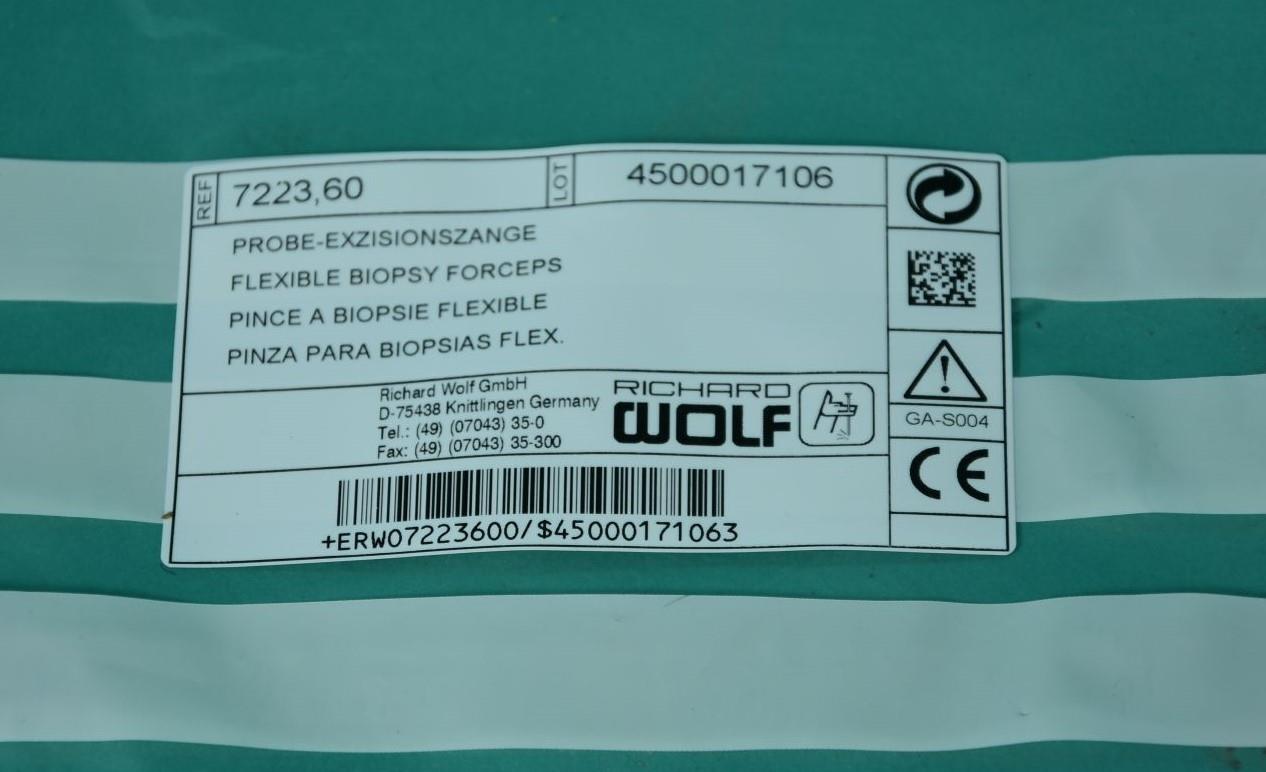 REF 7223,60 LOT 4500017106
PROBE-EXZISIONSZANGE
FLEXIBLE BIOPSY FORCEPS
PINCE A BIOPSIE FLEXIBLE
PINZA PARA BIOPSIAS FLEX.
Richard Wolf GmbH
D-75438 Knittlingen Germany
Tel.: (49) (07043) 35-0
Fax: (49) (07043) 35-300
RICHARD
WOLF
GA-S004
CE
+ERW07223600/$45000171063